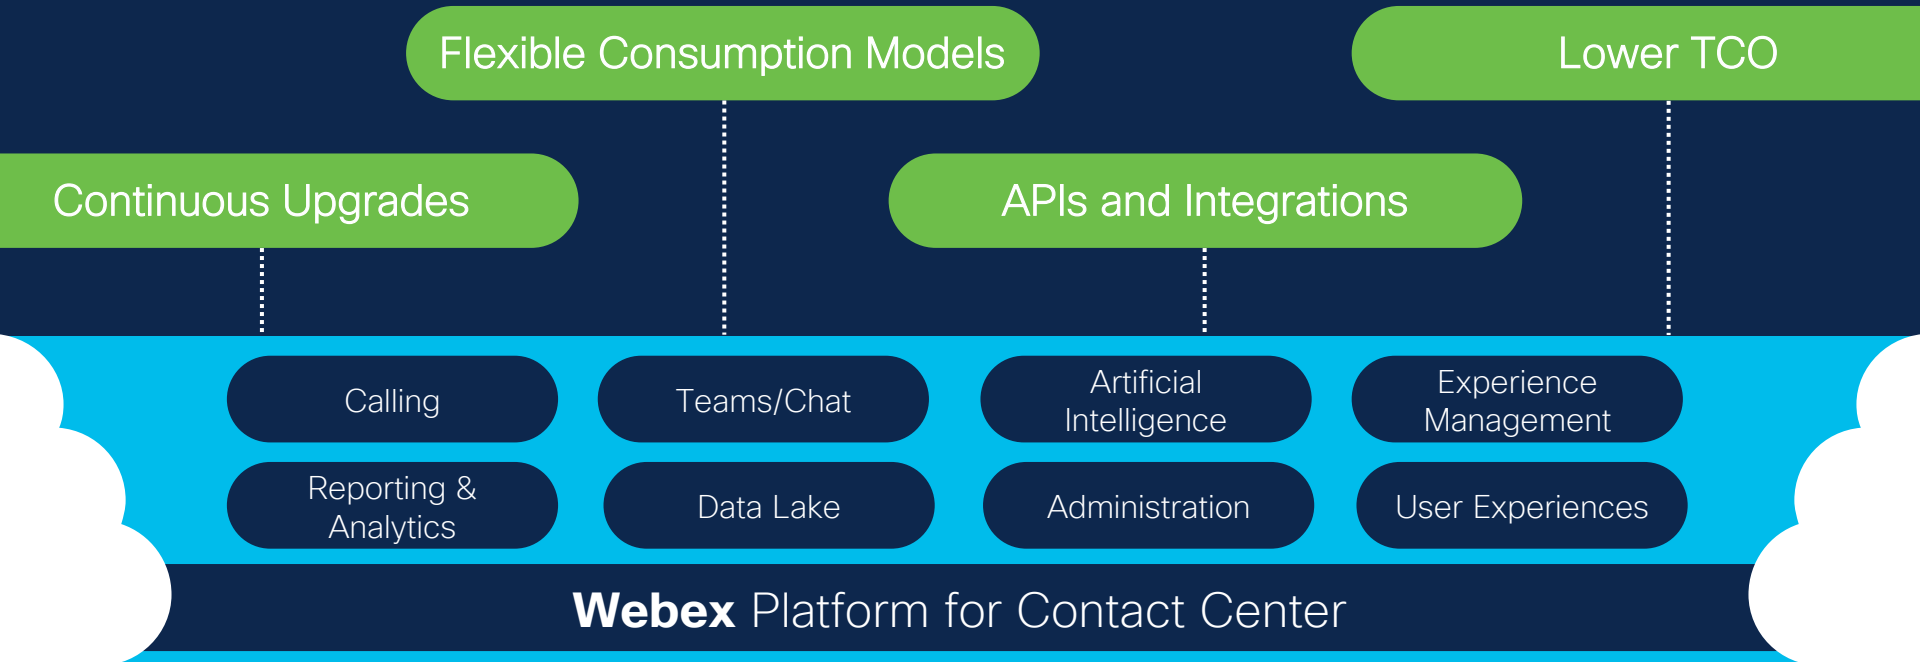 Flexible Consumption Models
Lower TCO
Continuous Upgrades
APIs and Integrations
Calling
Teams/Chat
Artificial
Intelligence
Experience
Management
Reporting &
Analytics
Data Lake
Administration
User Experiences
Webex Platform for Contact Center